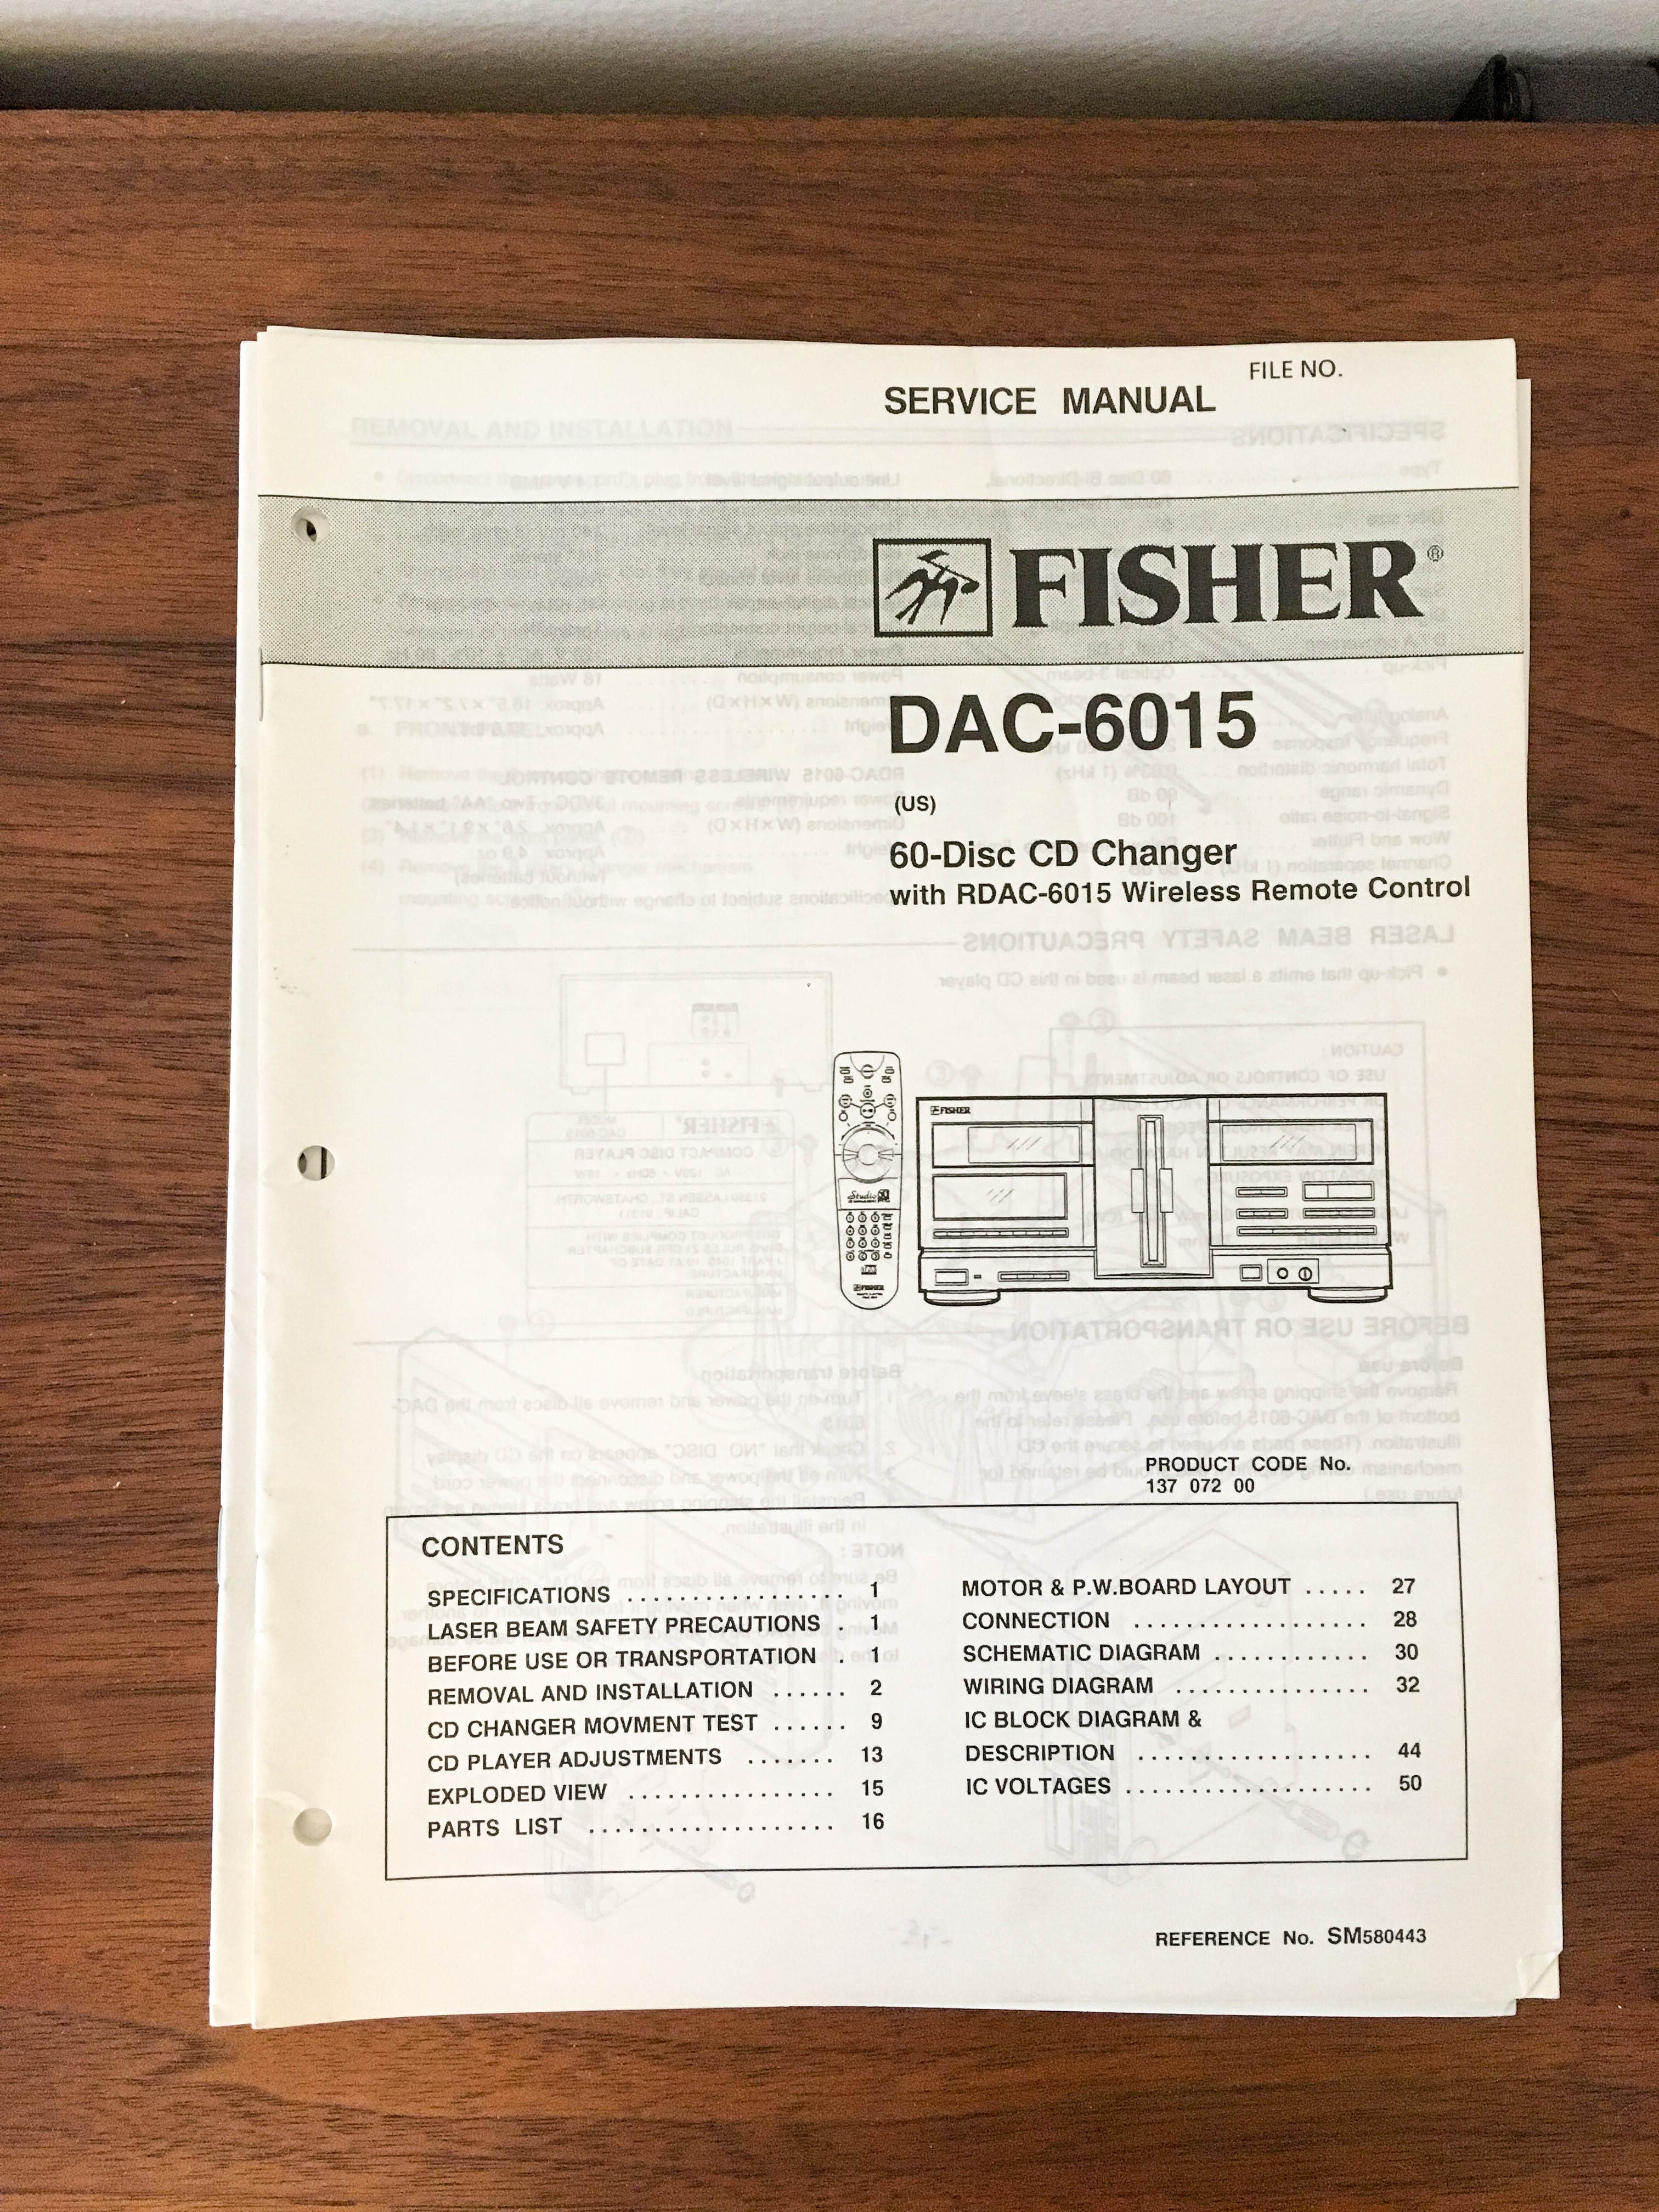 FILE NO.
SERVICE MANUAL
FISHER®
DAC-6015
(US)
60-Disc CD Changer
with RDAC-6015 Wireless Remote Control
FISHER
Studio 60
FISHER
PRODUCT CODE No.
137 072 00
CONTENTS
SPECIFICATIONS ................. 1
LASER BEAM SAFETY PRECAUTIONS . 1
BEFORE USE OR TRANSPORTATION . 1
REMOVAL AND INSTALLATION ...... 2
CD CHANGER MOVMENT TEST ...... 9
CD PLAYER ADJUSTMENTS ....... 13
EXPLODED VIEW ................ 15
PARTS LIST ................... 16
MOTOR & P.W.BOARD LAYOUT ..... 27
CONNECTION .................. 28
SCHEMATIC DIAGRAM ............ 30
WIRING DIAGRAM ............... 32
IC BLOCK DIAGRAM &
DESCRIPTION .................. 44
IC VOLTAGES ................... 50
REFERENCE No. SM580443